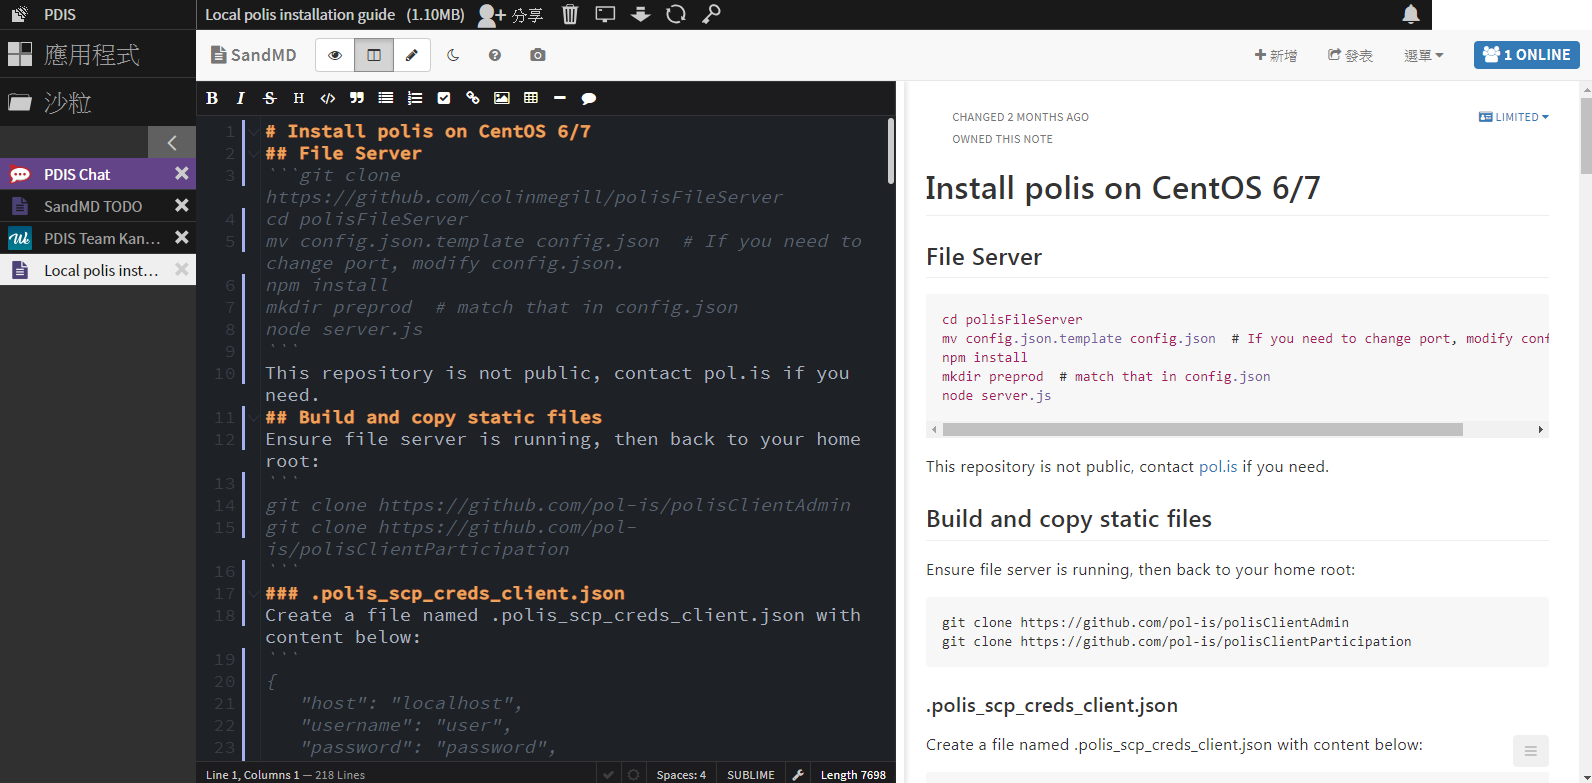 PDIS
Local polis installation guide (1.10MB) 分享
應用程式
沙粒
PDIS Chat
SandMD TODO
PDIS Team Kan...
Local polis inst...
SandMD
新增
發表
選單
1 ONLINE
B I S H </>
1 # Install polis on CentOS 6/7
2 ## File Server
3 ```git clone
https://github.com/colinmegill/polisFileServer
4 cd polisFileServer
5 mv config.json.template config.json  # If you need to
change port, modify config.json.
6 npm install
7 mkdir preprod  # match that in config.json
8 node server.js
9 ```
10 This repository is not public, contact pol.is if you
need.
11 ## Build and copy static files
12 Ensure file server is running, then back to your home
root:
13 ```
14 git clone https://github.com/pol-is/polisClientAdmin
15 git clone https://github.com/pol-
is/polisClientParticipation
16 ```
17 ### .polis_scp_creds_client.json
18 Create a file named .polis_scp_creds_client.json with
content below:
19 ```
20 {
21 "host": "localhost",
22 "username": "user",
23 "password": "password",
Line 1, Columns 1 — 218 Lines
Spaces: 4
SUBLIME
Length 7698
CHANGED 2 MONTHS AGO
OWNED THIS NOTE
LIMITED
Install polis on CentOS 6/7
File Server
cd polisFileServer
mv config.json.template config.json  # If you need to change port, modify conf
npm install
mkdir preprod  # match that in config.json
node server.js
This repository is not public, contact pol.is if you need.
Build and copy static files
Ensure file server is running, then back to your home root:
git clone https://github.com/pol-is/polisClientAdmin
git clone https://github.com/pol-is/polisClientParticipation
.polis_scp_creds_client.json
Create a file named .polis_scp_creds_client.json with content below: